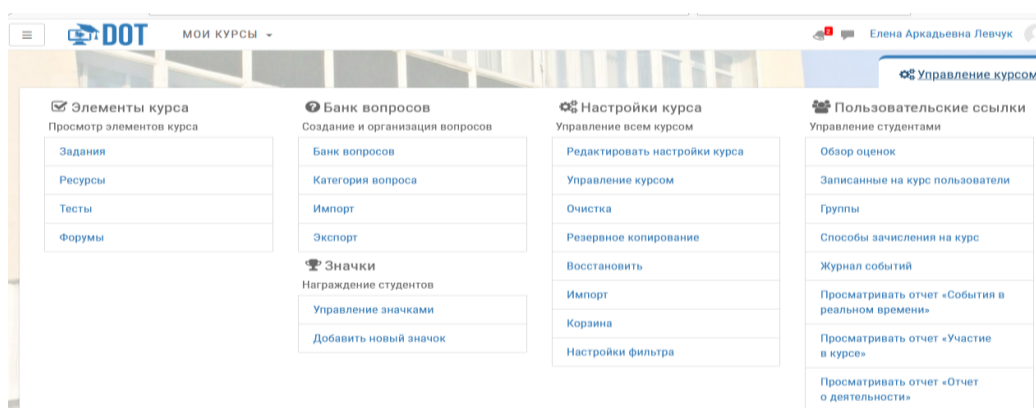 DOT
МОИ КУРСЫ
2
Елена Аркадьевна Левчук
Управление курсом
Элементы курса
Просмотр элементов курса
Задания
Ресурсы
Тесты
Форумы
Банк вопросов
Создание и организация вопросов
Банк вопросов
Категория вопроса
Импорт
Экспорт
Значки
Награждение студентов
Управление значками
Добавить новый значок
Настройки курса
Управление всем курсом
Редактировать настройки курса
Управление курсом
Очистка
Резервное копирование
Восстановить
Импорт
Корзина
Настройки фильтра
Пользовательские ссылки
Управление студентами
Обзор оценок
Записанные на курс пользователи
Группы
Способы зачисления на курс
Журнал событий
Просматривать отчет «События в
реальном времени»
Просматривать отчет «Участие
в курсе»
Просматривать отчет «Отчет
о деятельности»